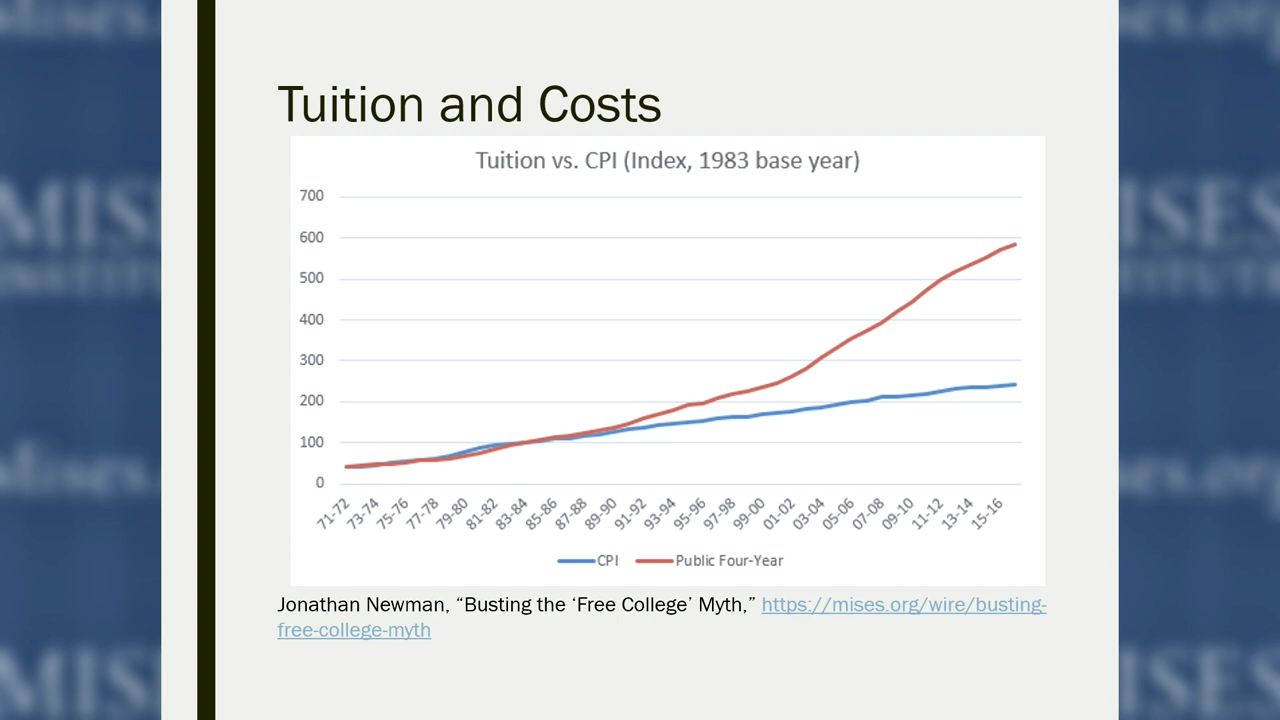 Tuition and Costs
Tuition vs. CPI (Index, 1983 base year)
700
600
500
400
300
200
100
0
71-72 73-74 75-76 77-78 79-80 81-82 83-84 85-86 87-88 89-90 91-92 93-94 95-96 97-98 99-00 01-02 03-04 05-06 07-08 09-10 11-12 13-14 15-16
CPI Public Four-Year
Jonathan Newman, “Busting the ‘Free College’ Myth,” https://mises.org/wire/busting-
free-college-myth